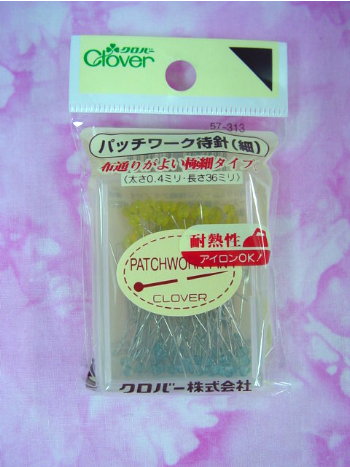 クロバー
Clover
57-313
パッチワーク待針(細)
布通りがよい極細タイプ。
(太さ0.4ミリ・長さ36ミリ)
耐熱性
アイロンOK!
PATCHWORK PIN
CLOVER
クロバー株式会社